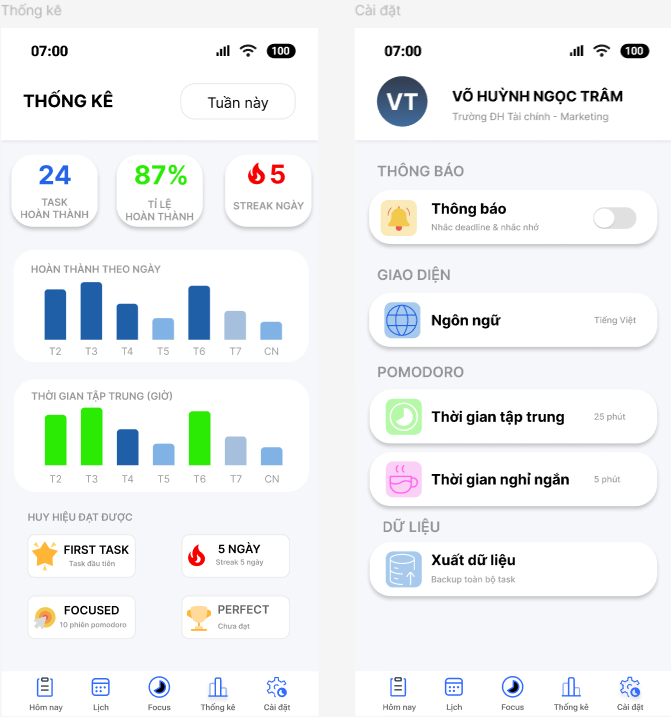 Thống kê
07:00
100
THỐNG KÊ
Tuần này
24
TASK
HOÀN THÀNH
87%
TỈ LỆ
HOÀN THÀNH
5
STREAK NGÀY
HOÀN THÀNH THEO NGÀY
T2 T3 T4 T5 T6 T7 CN
THỜI GIAN TẬP TRUNG (GIỜ)
T2 T3 T4 T5 T6 T7 CN
HUY HIỆU ĐẠT ĐƯỢC
FIRST TASK
Task đầu tiên
5 NGÀY
Streak 5 ngày
FOCUSED
10 phiên pomodoro
PERFECT
Chưa đạt
Hôm nay Lịch Focus Thống kê Cài đặt
Cài đặt
07:00
100
VT
VÕ HUỲNH NGỌC TRÂM
Trường ĐH Tài chính - Marketing
THÔNG BÁO
Thông báo
Nhắc deadline & nhắc nhở
GIAO DIỆN
Ngôn ngữ
Tiếng Việt
POMODORO
Thời gian tập trung
25 phút
Thời gian nghỉ ngắn
5 phút
DỮ LIỆU
Xuất dữ liệu
Backup toàn bộ task
Hôm nay Lịch Focus Thống kê Cài đặt